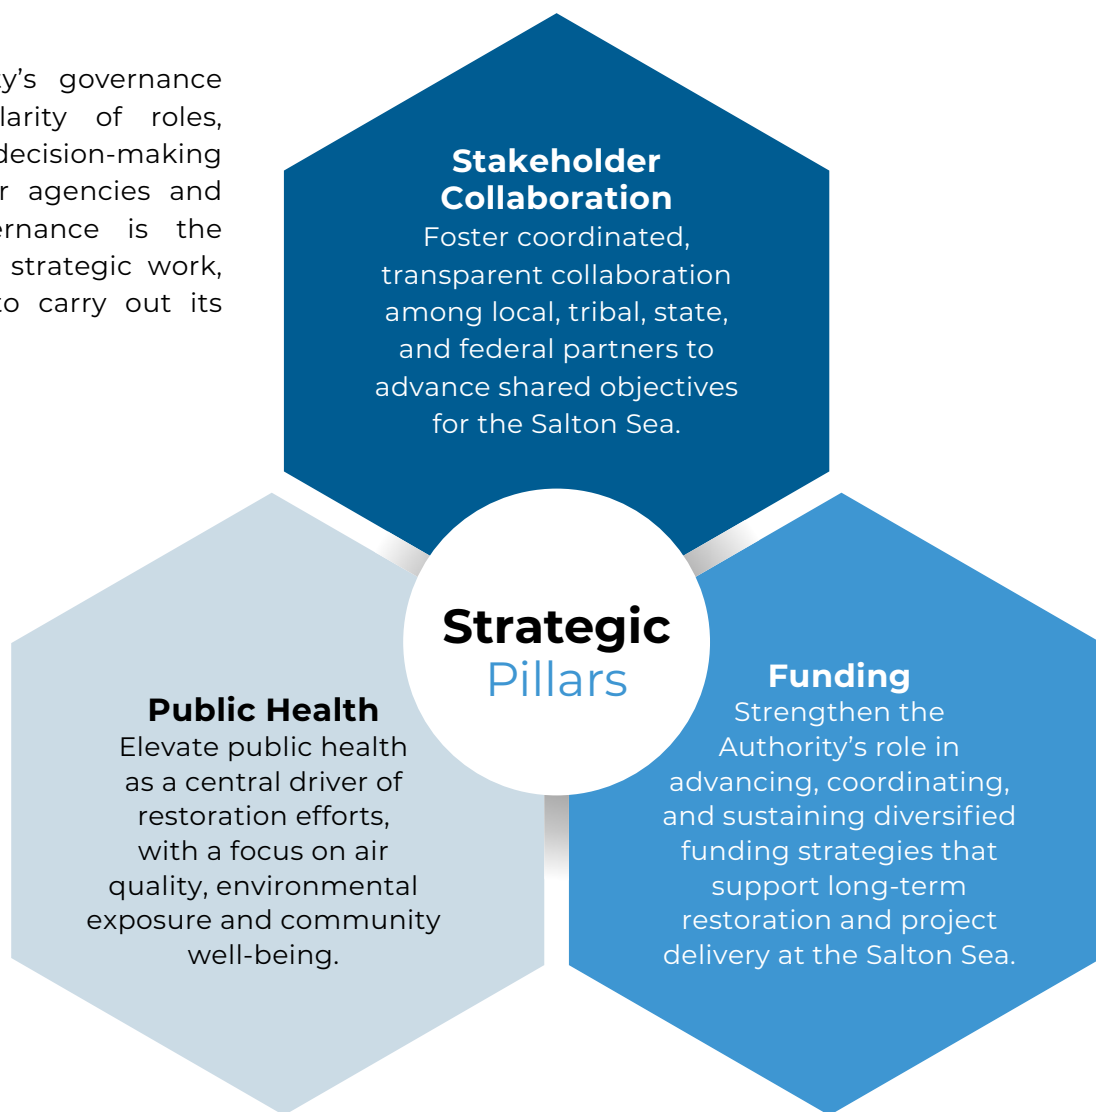 governance
of roles,
decision-making
agencies and
is the
strategic work,
to carry out its
Stakeholder
Collaboration
Foster coordinated,
transparent collaboration
among local, tribal, state,
and federal partners to
advance shared objectives
for the Salton Sea.
Strategic
Pillars
Public Health
Elevate public health
as a central driver of
restoration efforts,
with a focus on air
quality, environmental
exposure and community
well-being.
Funding
Strengthen the
Authority’s role in
advancing, coordinating,
and sustaining diversified
funding strategies that
support long-term
restoration and project
delivery at the Salton Sea.